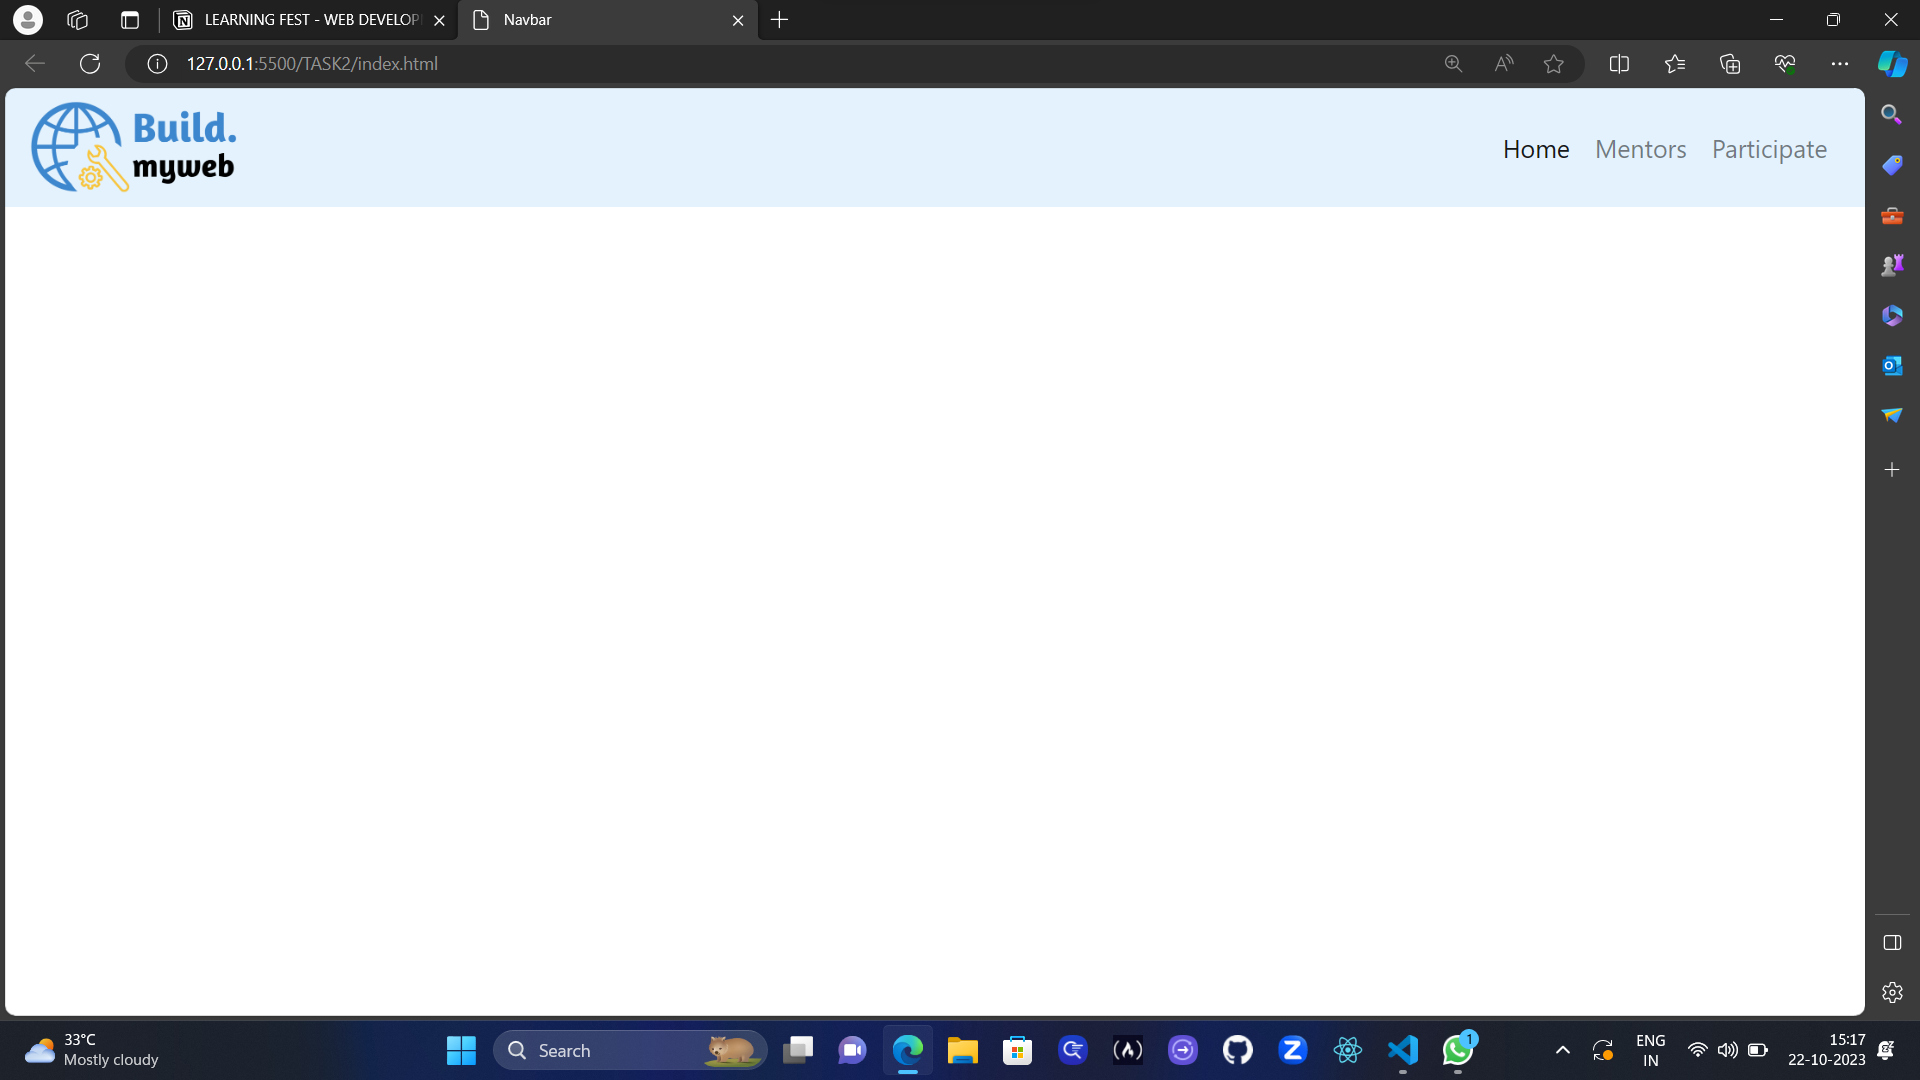 LEARNING FEST - WEB DEVELOP
Navbar
127.0.0.1:5500/TASK2/index.html
Build.
myweb
Home Mentors Participate
33°C
Mostly cloudy
Search
1
ENG
IN
15:17
22-10-2023